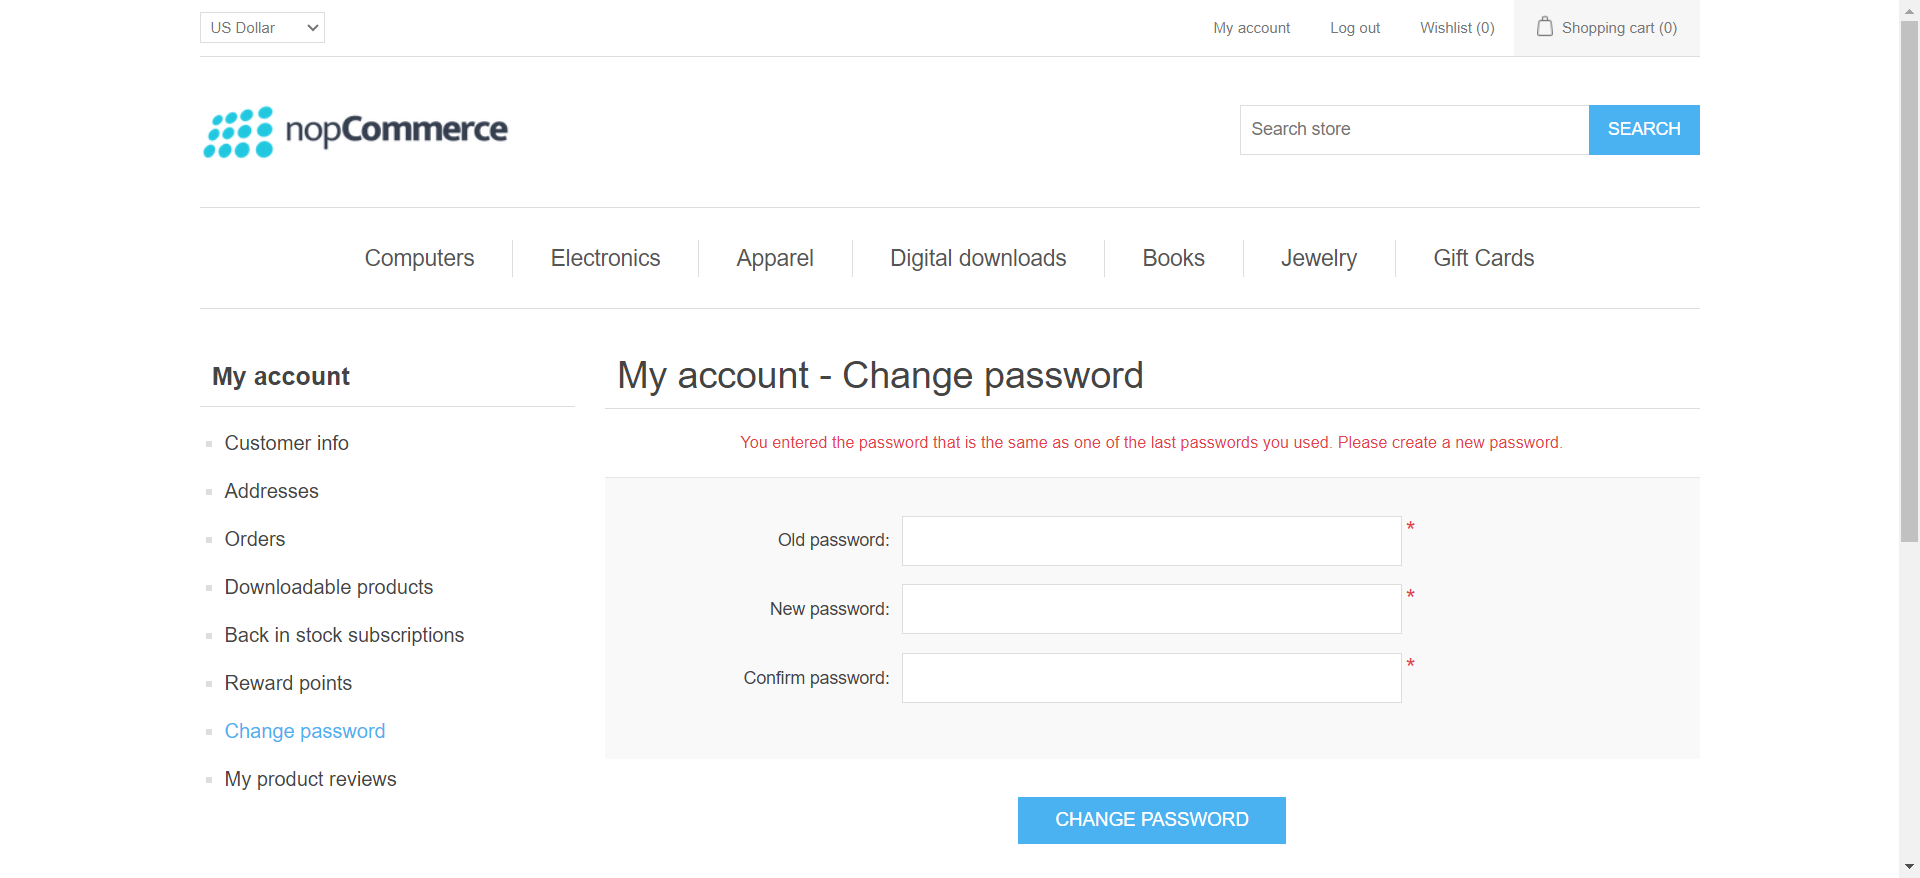 US Dollar
My account
Log out
Wishlist (0)
Shopping cart (0)
nopCommerce
Search store
SEARCH
Computers
Electronics
Apparel
Digital downloads
Books
Jewelry
Gift Cards
My account
Customer info
Addresses
Orders
Downloadable products
Back in stock subscriptions
Reward points
Change password
My product reviews
My account - Change password
You entered the password that is the same as one of the last passwords you used. Please create a new password.
Old password: *
New password: *
Confirm password: *
CHANGE PASSWORD